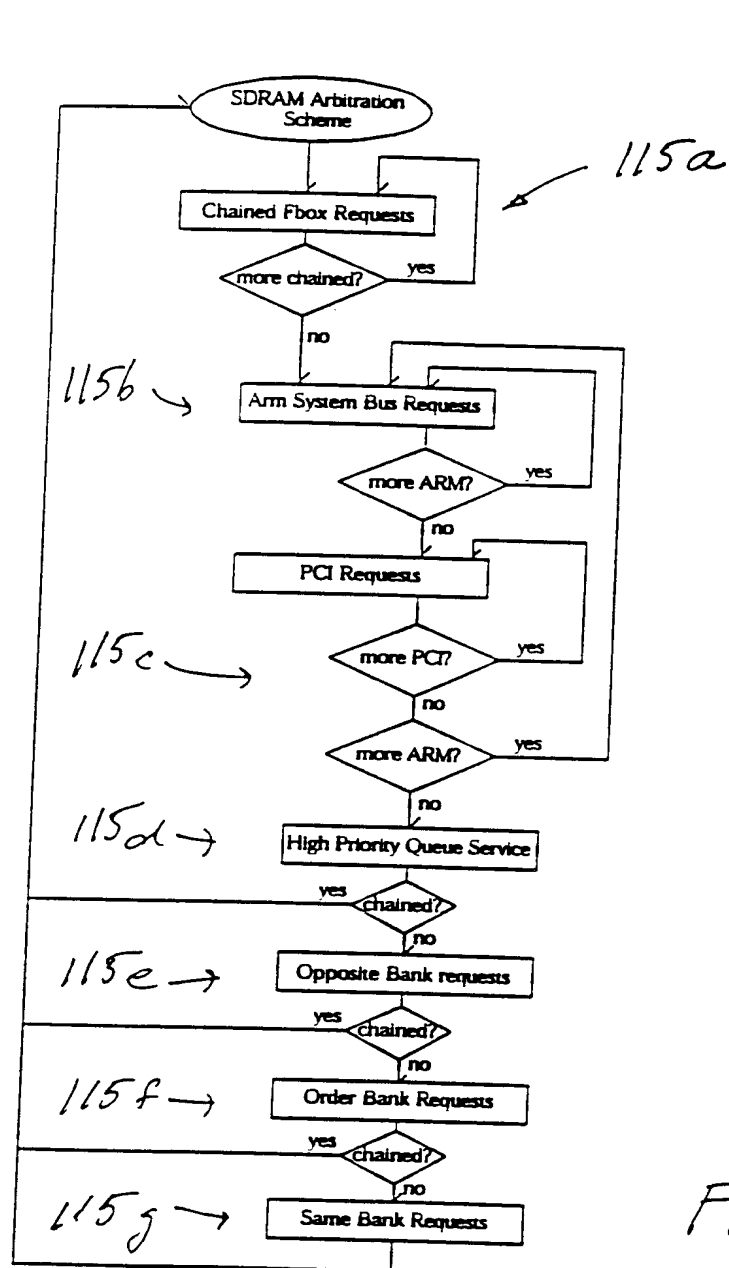 SDRAM Arbitration
Scheme
115a
Chained Fbox Requests
more chained?
yes
no
115b
Arm System Bus Requests
more ARM?
yes
no
PCI Requests
115c
more PCI?
yes
no
more ARM?
yes
no
115d
High Priority Queue Service
yes
chained?
no
115e
Opposite Bank requests
yes
chained?
no
115f
Order Bank Requests
yes
chained?
no
115g
Same Bank Requests